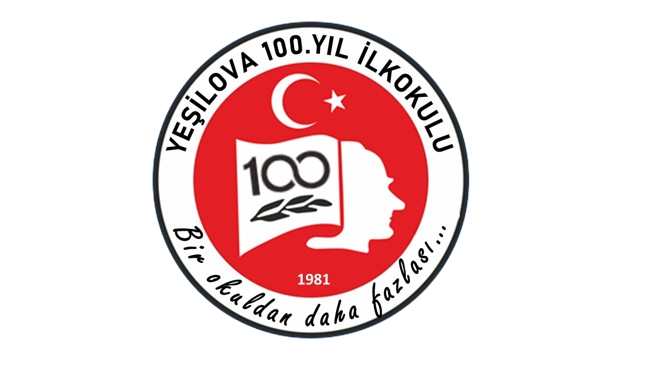 YEŞİLOVA 100.YIL İLKOKULU
100
1981
Bir okuldan daha fazlası...